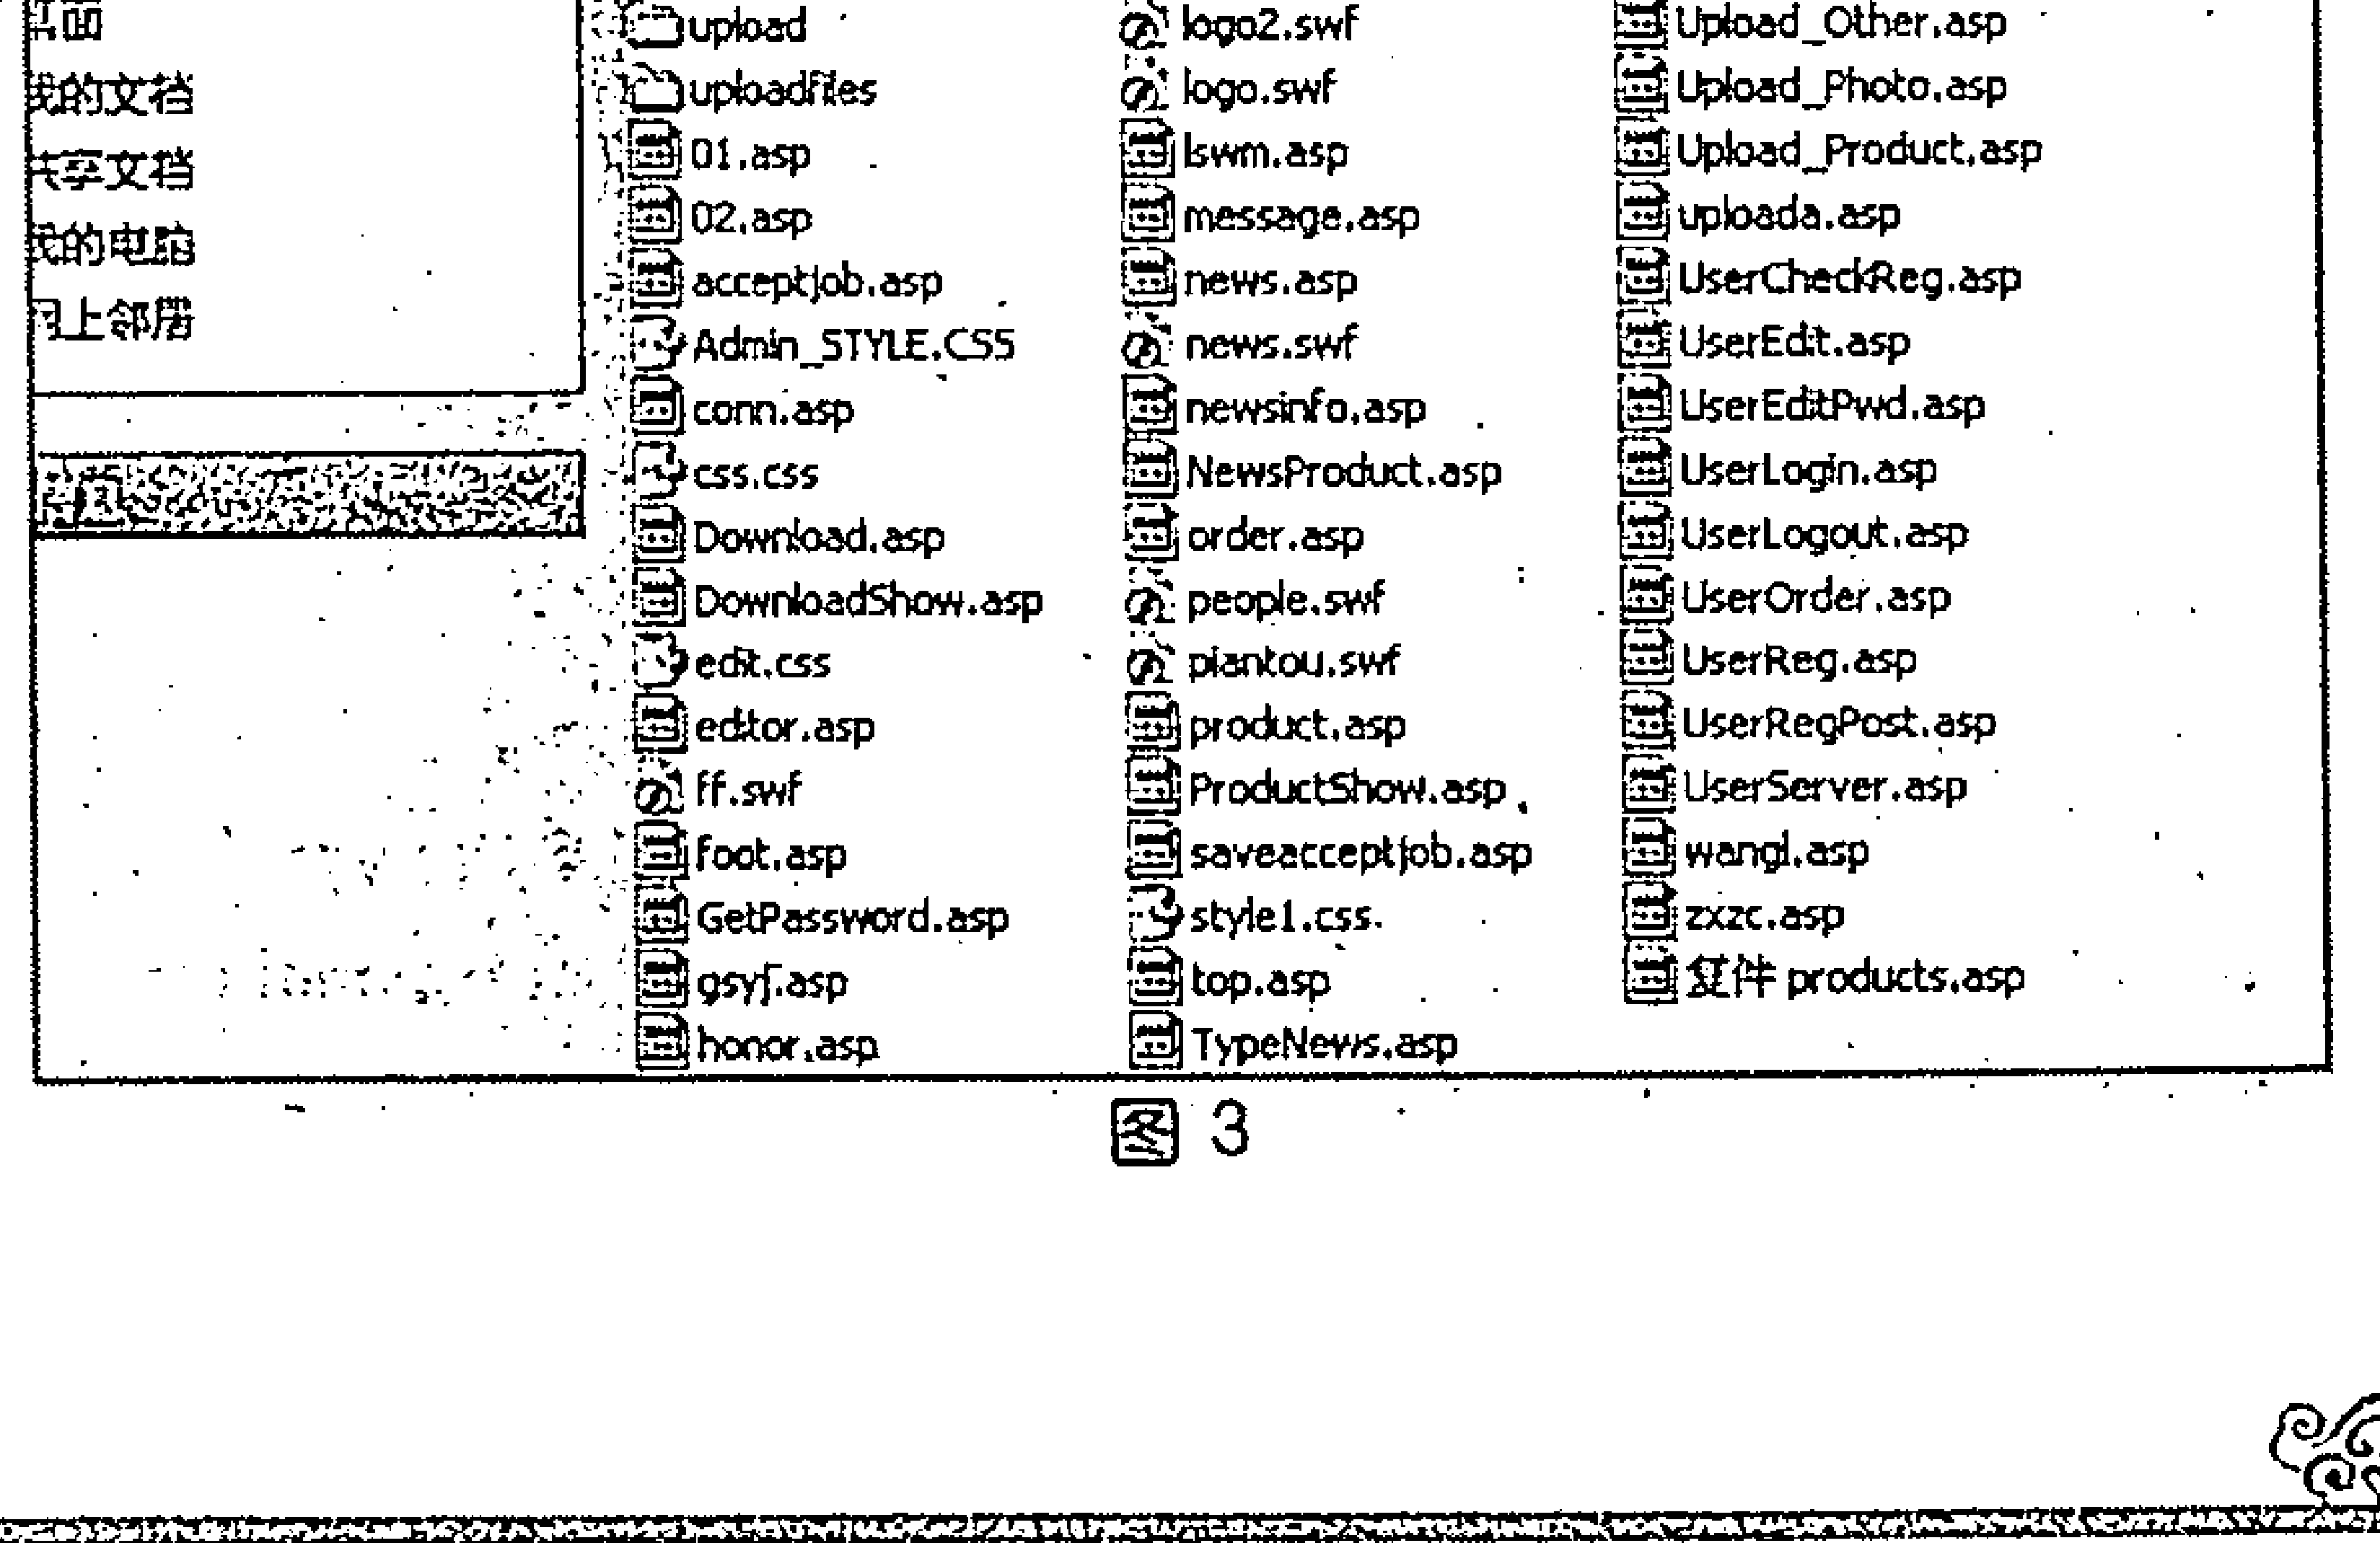 我的文档
共享文档
我的电脑
网上邻居
upload
uploadfiles
01.asp
02.asp
acceptjob.asp
Admin_STYLE.CSS
conn.asp
css.css
Download.asp
DownloadShow.asp
edit.css
editor.asp
ff.swf
foot.asp
GetPassword.asp
gsyj.asp
honor.asp
logo2.swf
logo.swf
lswm.asp
message.asp
news.asp
news.swf
newsinfo.asp
NewsProduct.asp
order.asp
people.swf
piantou.swf
product.asp
ProductShow.asp
saveacceptjob.asp
style1.css
top.asp
TypeNews.asp
Upload_Other.asp
Upload_Photo.asp
Upload_Product.asp
uploada.asp
UserCheckReg.asp
UserEdit.asp
UserEditPwd.asp
UserLogin.asp
UserLogout.asp
UserOrder.asp
UserReg.asp
UserRegPost.asp
UserServer.asp
wangl.asp
zxzc.asp
复件 products.asp
图 3